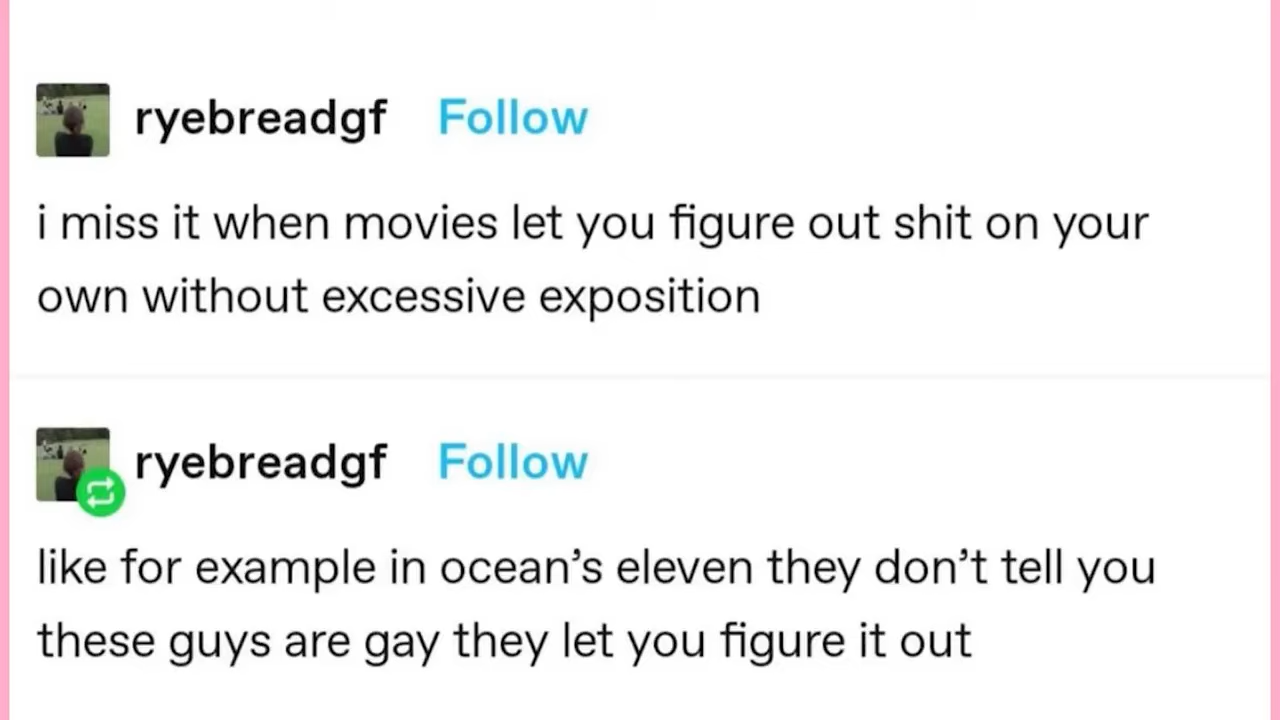 ryebreadgf Follow
i miss it when movies let you figure out shit on your
own without excessive exposition
ryebreadgf Follow
like for example in ocean’s eleven they don’t tell you
these guys are gay they let you figure it out